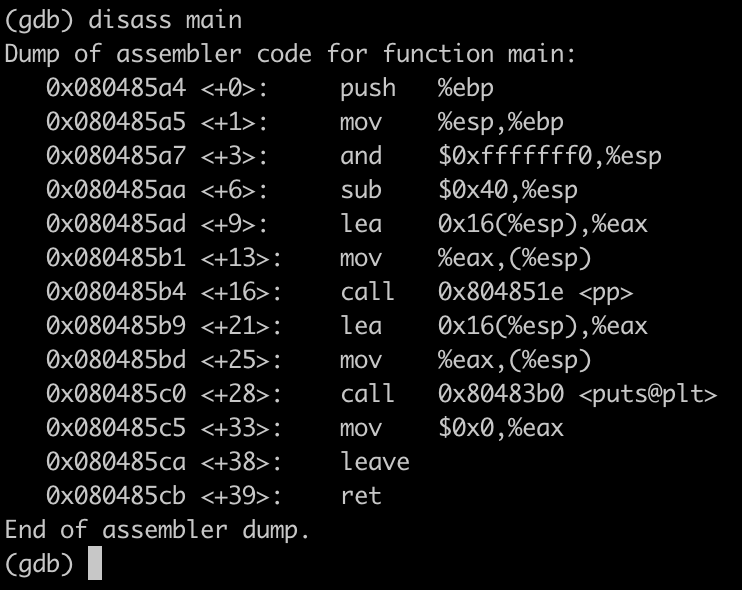 (gdb) disass main
Dump of assembler code for function main:
   0x080485a4 <+0>:     push   %ebp
   0x080485a5 <+1>:     mov    %esp,%ebp
   0x080485a7 <+3>:     and    $0xfffffff0,%esp
   0x080485aa <+6>:     sub    $0x40,%esp
   0x080485ad <+9>:     lea    0x16(%esp),%eax
   0x080485b1 <+13>:    mov    %eax,(%esp)
   0x080485b4 <+16>:    call   0x804851e <pp>
   0x080485b9 <+21>:    lea    0x16(%esp),%eax
   0x080485bd <+25>:    mov    %eax,(%esp)
   0x080485c0 <+28>:    call   0x80483b0 <puts@plt>
   0x080485c5 <+33>:    mov    $0x0,%eax
   0x080485ca <+38>:    leave
   0x080485cb <+39>:    ret
End of assembler dump.
(gdb)